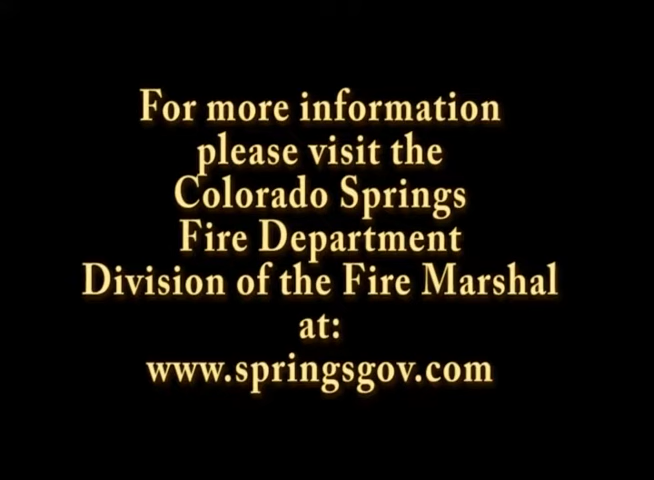 For more information
please visit the
Colorado Springs
Fire Department
Division of the Fire Marshal
at:
www.springsgov.com